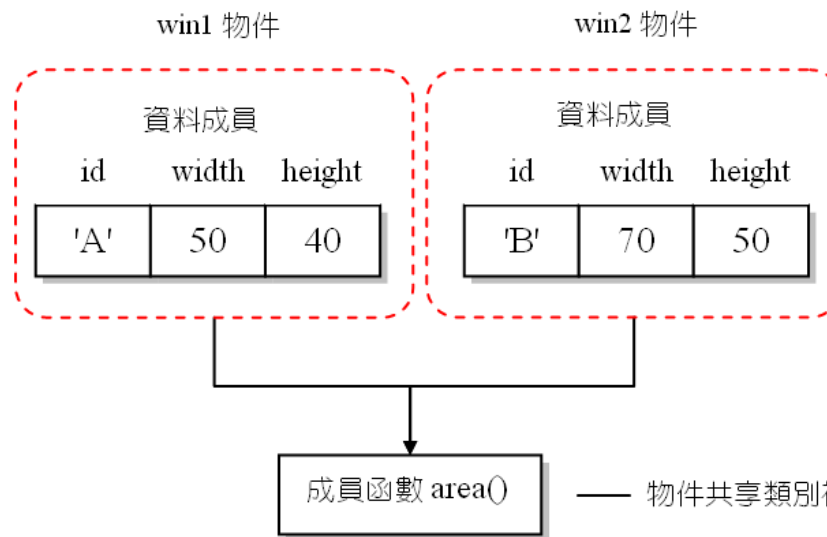 win1 物件
win2 物件
資料成員
id width height
'A' 50 40
資料成員
id width height
'B' 70 50
成員函數 area()
物件共享類別